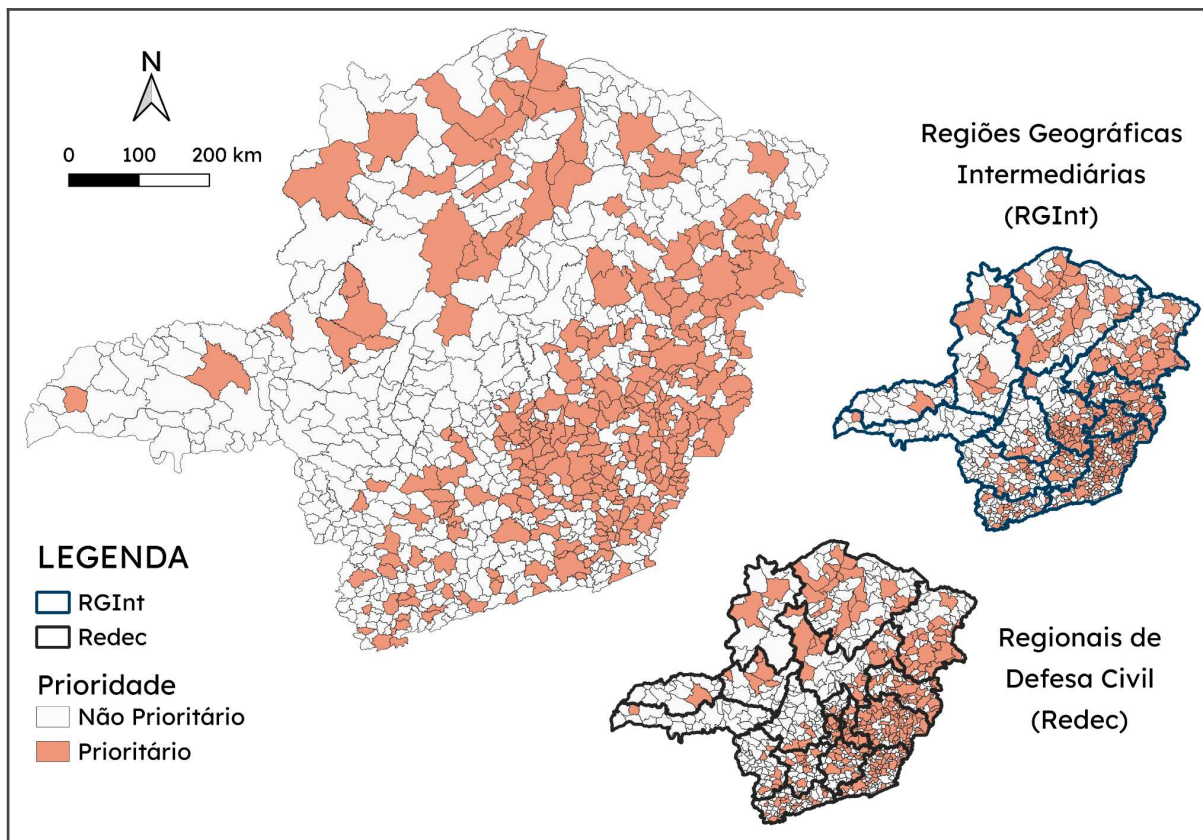 N
0 100 200 km
Regiões Geográficas
Intermediárias
(RGInt)
LEGENDA
RGInt
Redec
Prioridade
Não Prioritário
Prioritário
Regionais de
Defesa Civil
(Redec)